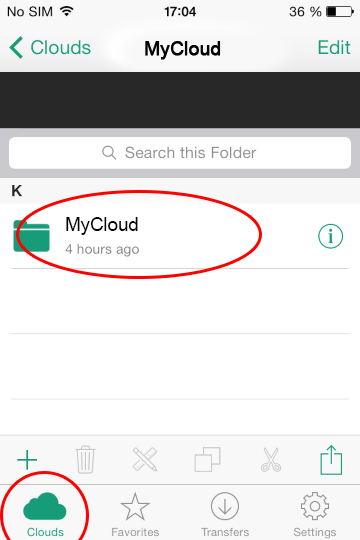 No SIM 17:04 36 %
Clouds MyCloud Edit
Search this Folder
K
MyCloud
4 hours ago
Clouds Favorites Transfers Settings